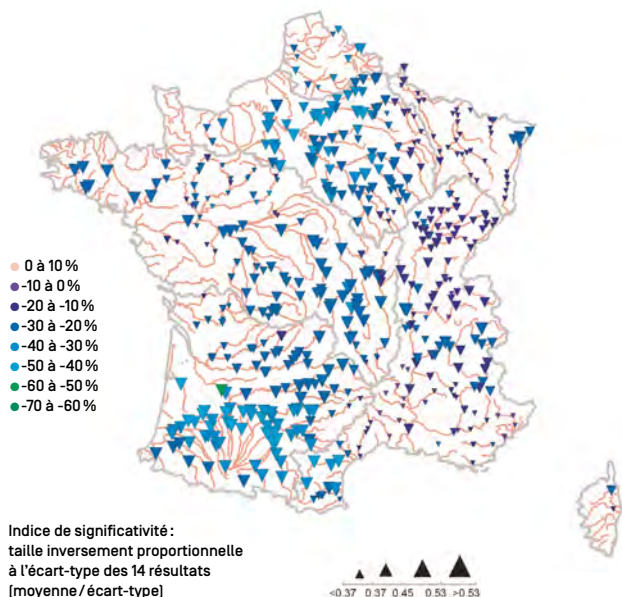 0 à 10 %
-10 à 0 %
-20 à -10 %
-30 à -20 %
-40 à -30 %
-50 à -40 %
-60 à -50 %
-70 à -60 %
Indice de significativité :
taille inversement proportionnelle
à l'écart-type des 14 résultats
[moyenne / écart-type]
<0.37 0.37 0.45 0.53 >0.53